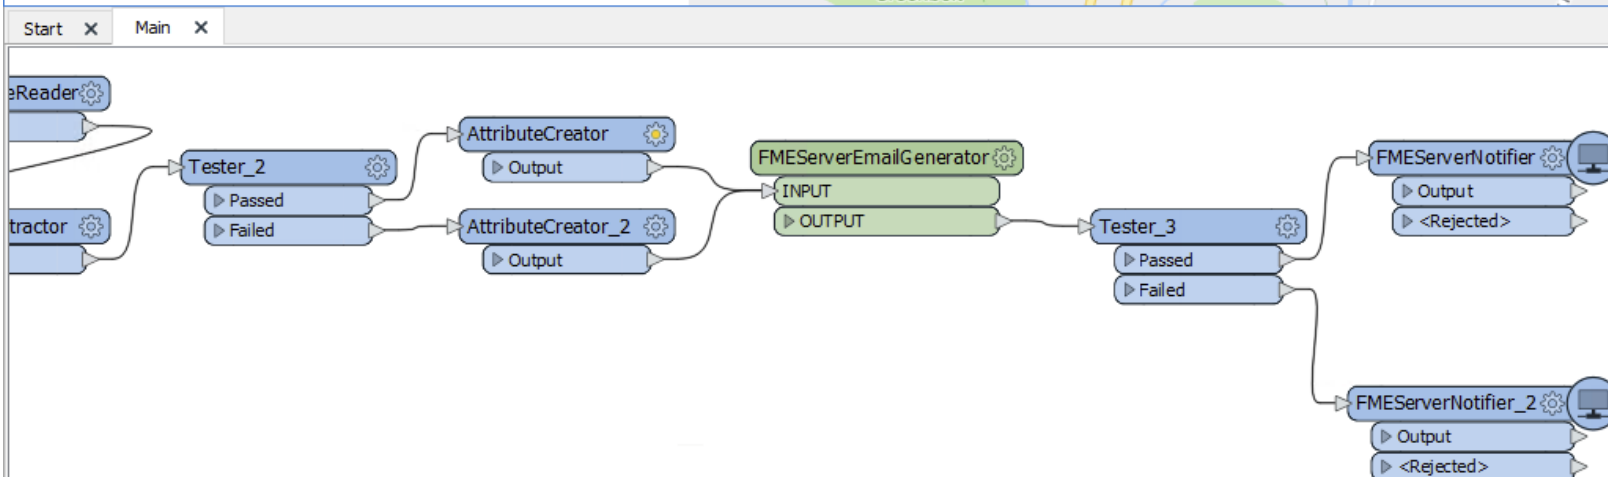 Start
Main
eReader
tractor
Tester_2
Passed
Failed
AttributeCreator
Output
AttributeCreator_2
Output
FMEServerEmailGenerator
INPUT
OUTPUT
Tester_3
Passed
Failed
FMEServerNotifier
Output
<Rejected>
FMEServerNotifier_2
Output
<Rejected>